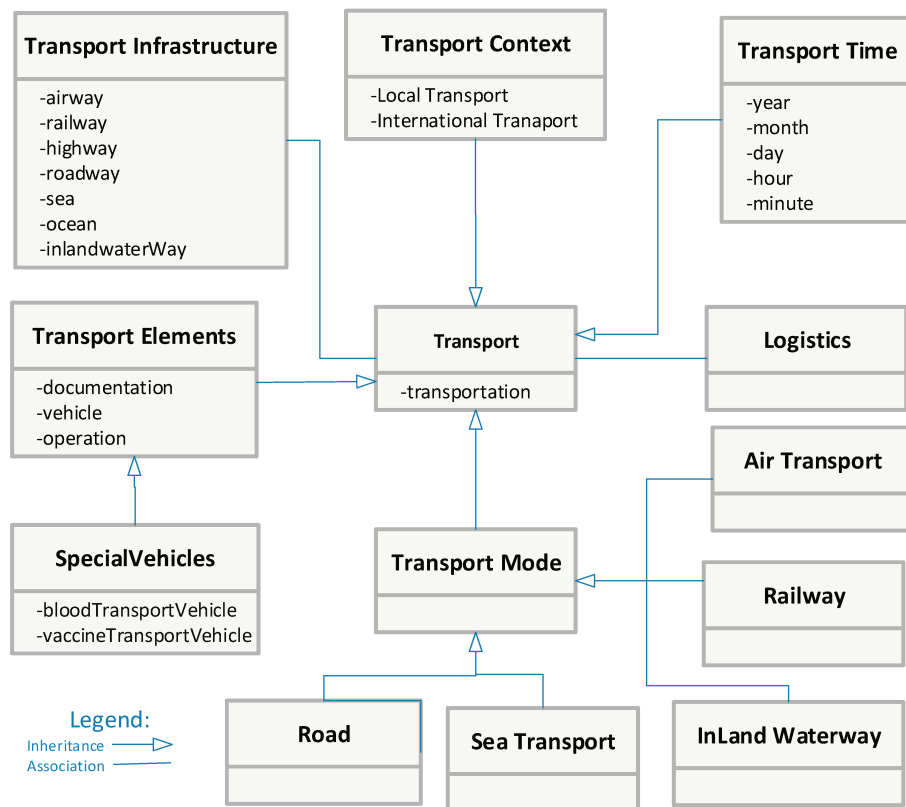 Transport Infrastructure
-airway
-railway
-highway
-roadway
-sea
-ocean
-inlandwaterWay
Transport Context
-Local Transport
-International Tranaport
Transport Time
-year
-month
-day
-hour
-minute
Transport Elements
-documentation
-vehicle
-operation
Transport
-transportation
Logistics
Air Transport
SpecialVehicles
-bloodTransportVehicle
-vaccineTransportVehicle
Transport Mode
Railway
Road
Sea Transport
InLand Waterway
Legend:
Inheritance
Association